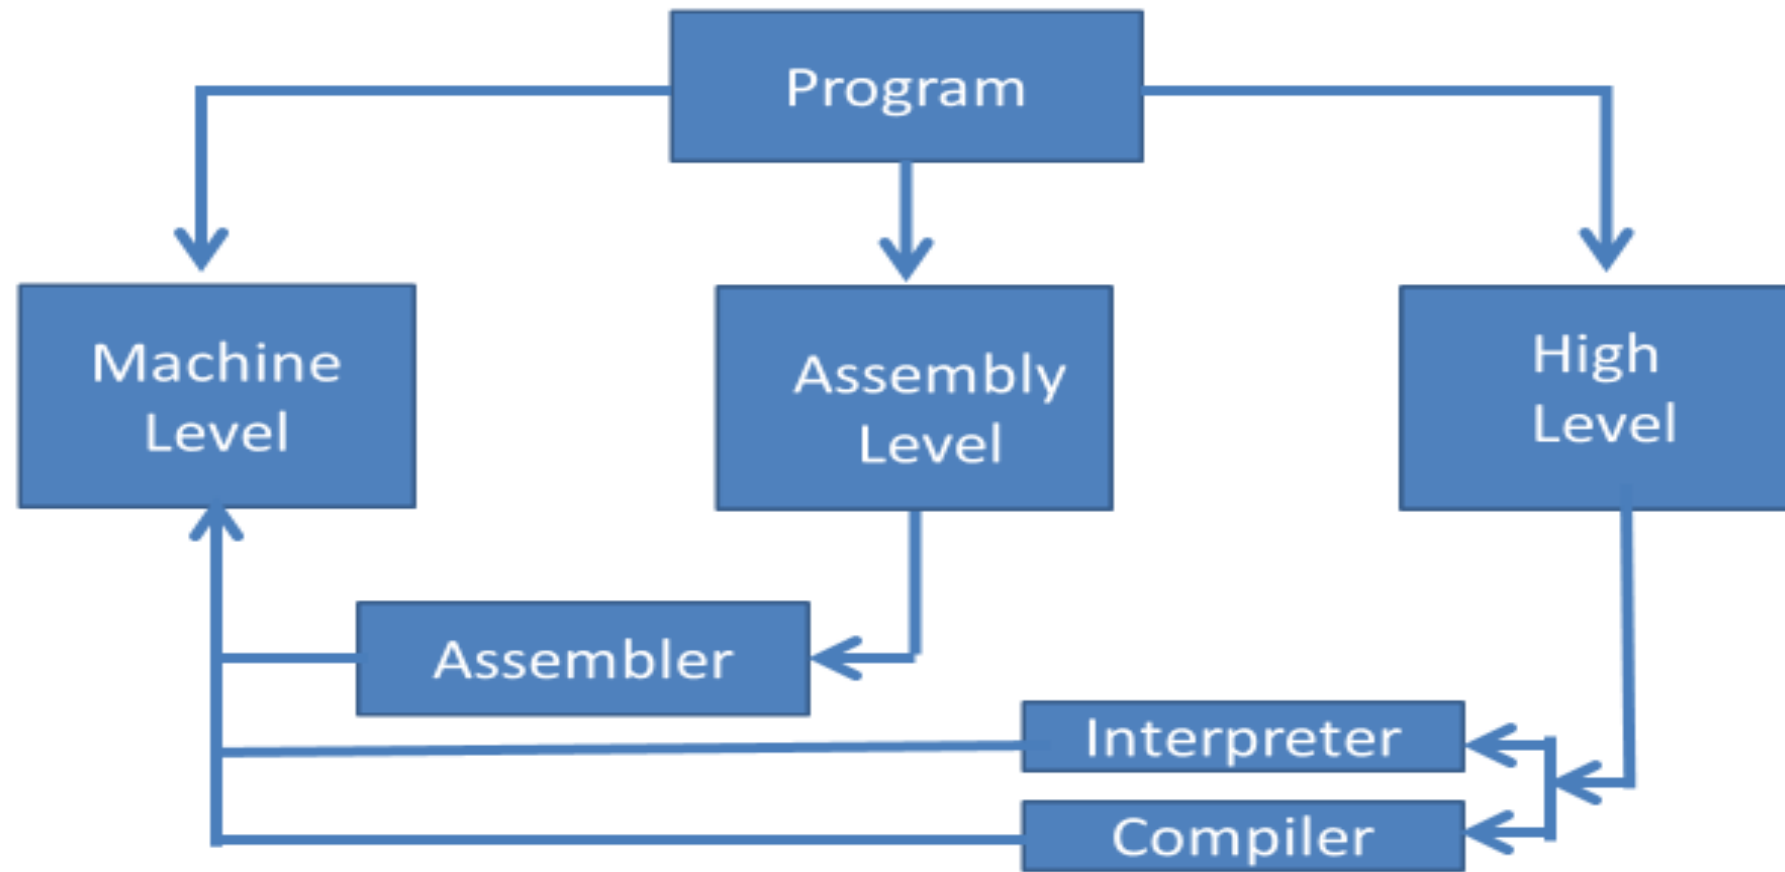 Program
Machine
Level
Assembly
Level
High
Level
Assembler
Interpreter
Compiler